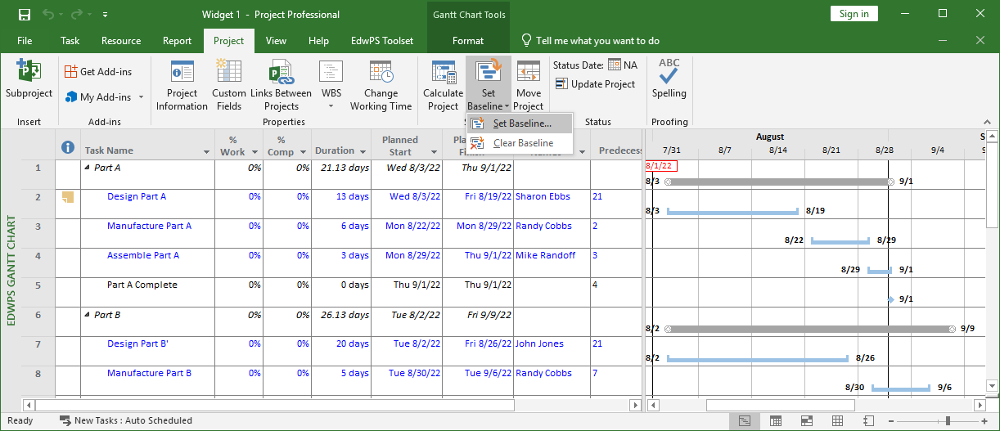 Widget 1 - Project Professional
Gantt Chart Tools
Sign in
File Task Resource Report Project View Help EdwPS Toolset Format Tell me what you want to do
Subproject
Insert
Get Add-ins
My Add-ins
Add-ins
Project Information
Custom Fields
Links Between Projects
WBS
Change Working Time
Properties
Calculate Project
Set Baseline
Move Project
S
Status Date: NA
Update Project
Status
ABC
Spelling
Proofing
Set Baseline...
Clear Baseline
EDWPS GANTT CHART
Task Name % Work % Comp Duration Planned Start Predecess
August S
7/31 8/7 8/14 8/21 8/28 9/4
8/1/22
1 Part A 0% 0% 21.13 days Wed 8/3/22 Thu 9/1/22 8/3 9/1
2 Design Part A 0% 0% 13 days Wed 8/3/22 Fri 8/19/22 Sharon Ebbs 21 8/3 8/19
3 Manufacture Part A 0% 0% 6 days Mon 8/22/22 Mon 8/29/22 Randy Cobbs 2 8/22 8/29
4 Assemble Part A 0% 0% 3 days Mon 8/29/22 Thu 9/1/22 Mike Randoff 3 8/29 9/1
5 Part A Complete 0% 0% 0 days Thu 9/1/22 Thu 9/1/22 4 9/1
6 Part B 0% 0% 26.13 days Tue 8/2/22 Fri 9/9/22 8/2 9/9
7 Design Part B' 0% 0% 20 days Tue 8/2/22 Fri 8/26/22 John Jones 21 8/2 8/26
8 Manufacture Part B 0% 0% 5 days Tue 8/30/22 Tue 9/6/22 Randy Cobbs 7 8/30 9/6
Ready New Tasks : Auto Scheduled